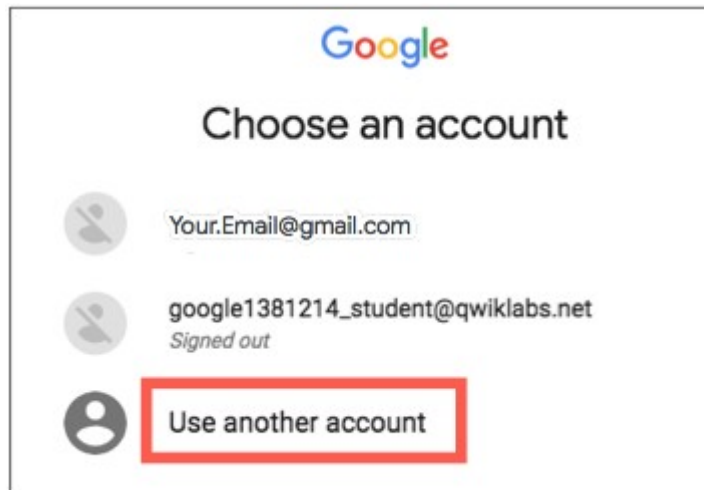 Google
Choose an account
Your.Email@gmail.com
google1381214_student@qwiklabs.net
Signed out
Use another account